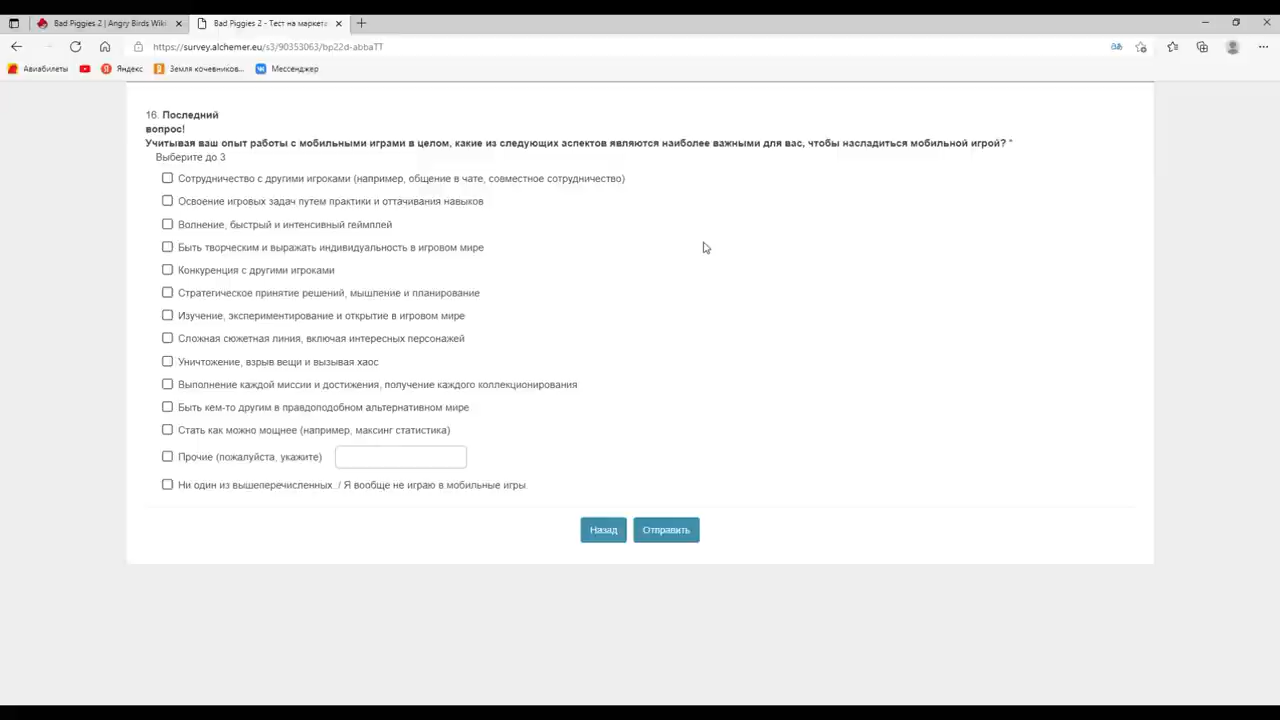 Bad Piggies 2 | Angry Birds Wiki
Bad Piggies 2 - Тест на маркета
https://survey.alchemer.eu/s3/90353063/bp22d-abbaTT
Авиабилеты
Яндекс
Земля кочевников...
Мессенджер
16. Последний
вопрос!
Учитывая ваш опыт работы с мобильными играми в целом, какие из следующих аспектов являются наиболее важными для вас, чтобы насладиться мобильной игрой? *
Выберите до 3
Сотрудничество с другими игроками (например, общение в чате, совместное сотрудничество)
Освоение игровых задач путем практики и оттачивания навыков
Волнение, быстрый и интенсивный геймплей
Быть творческим и выражать индивидуальность в игровом мире
Конкуренция с другими игроками
Стратегическое принятие решений, мышление и планирование
Изучение, экспериментирование и открытие в игровом мире
Сложная сюжетная линия, включая интересных персонажей
Уничтожение, взрыв вещи и вызывая хаос
Выполнение каждой миссии и достижения, получение каждого коллекционирования
Быть кем-то другим в правдоподобном альтернативном мире
Стать как можно мощнее (например, максинг статистика)
Прочие (пожалуйста, укажите)
Ни один из вышеперечисленных. / Я вообще не играю в мобильные игры.
Назад
Отправить